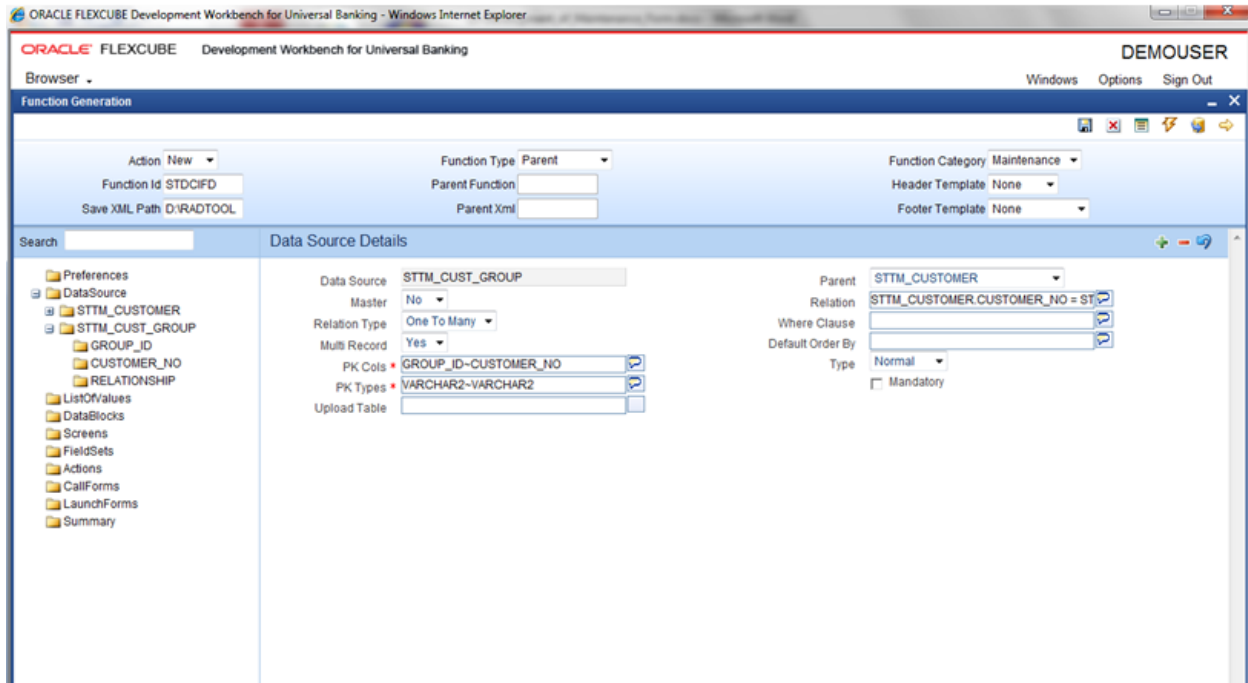 ORACLE FLEXCUBE Development Workbench for Universal Banking - Windows Internet Explorer
ORACLE FLEXCUBE Development Workbench for Universal Banking
DEMOUSER
Browser
Windows Options Sign Out
Function Generation
Action New Function Type Parent Function Category Maintenance
Function Id STDCIFD Parent Function Header Template None
Save XML Path D:\RADTOOL Parent Xml Footer Template None
Search
Data Source Details
Preferences
DataSource
STTM_CUSTOMER
STTM_CUST_GROUP
GROUP_ID
CUSTOMER_NO
RELATIONSHIP
ListOfValues
DataBlocks
Screens
FieldSets
Actions
CallForms
LaunchForms
Summary
Data Source STTM_CUST_GROUP
Master No
Relation Type One To Many
Multi Record Yes
PK Cols * GROUP_ID~CUSTOMER_NO
PK Types * VARCHAR2~VARCHAR2
Upload Table
Parent STTM_CUSTOMER
Relation STTM_CUSTOMER.CUSTOMER_NO = ST
Where Clause
Default Order By
Type Normal
Mandatory